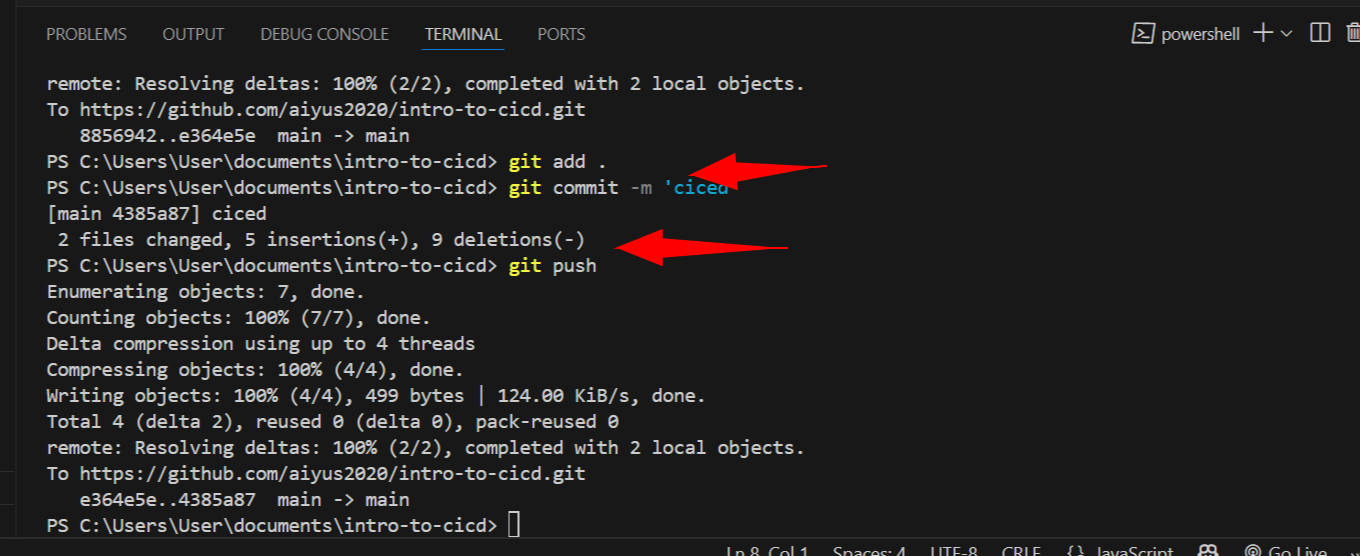 PROBLEMS OUTPUT DEBUG CONSOLE TERMINAL PORTS powershell
remote: Resolving deltas: 100% (2/2), completed with 2 local objects.
To https://github.com/aiyus2020/intro-to-cicd.git
   8856942..e364e5e  main -> main
PS C:\Users\User\documents\intro-to-cicd> git add .
PS C:\Users\User\documents\intro-to-cicd> git commit -m 'ciced
[main 4385a87] ciced
 2 files changed, 5 insertions(+), 9 deletions(-)
PS C:\Users\User\documents\intro-to-cicd> git push
Enumerating objects: 7, done.
Counting objects: 100% (7/7), done.
Delta compression using up to 4 threads
Compressing objects: 100% (4/4), done.
Writing objects: 100% (4/4), 499 bytes | 124.00 KiB/s, done.
Total 4 (delta 2), reused 0 (delta 0), pack-reused 0
remote: Resolving deltas: 100% (2/2), completed with 2 local objects.
To https://github.com/aiyus2020/intro-to-cicd.git
   e364e5e..4385a87  main -> main
PS C:\Users\User\documents\intro-to-cicd>
Ln 8, Col 1 Spaces: 4 UTF-8 CRLF {} JavaScript Go Live